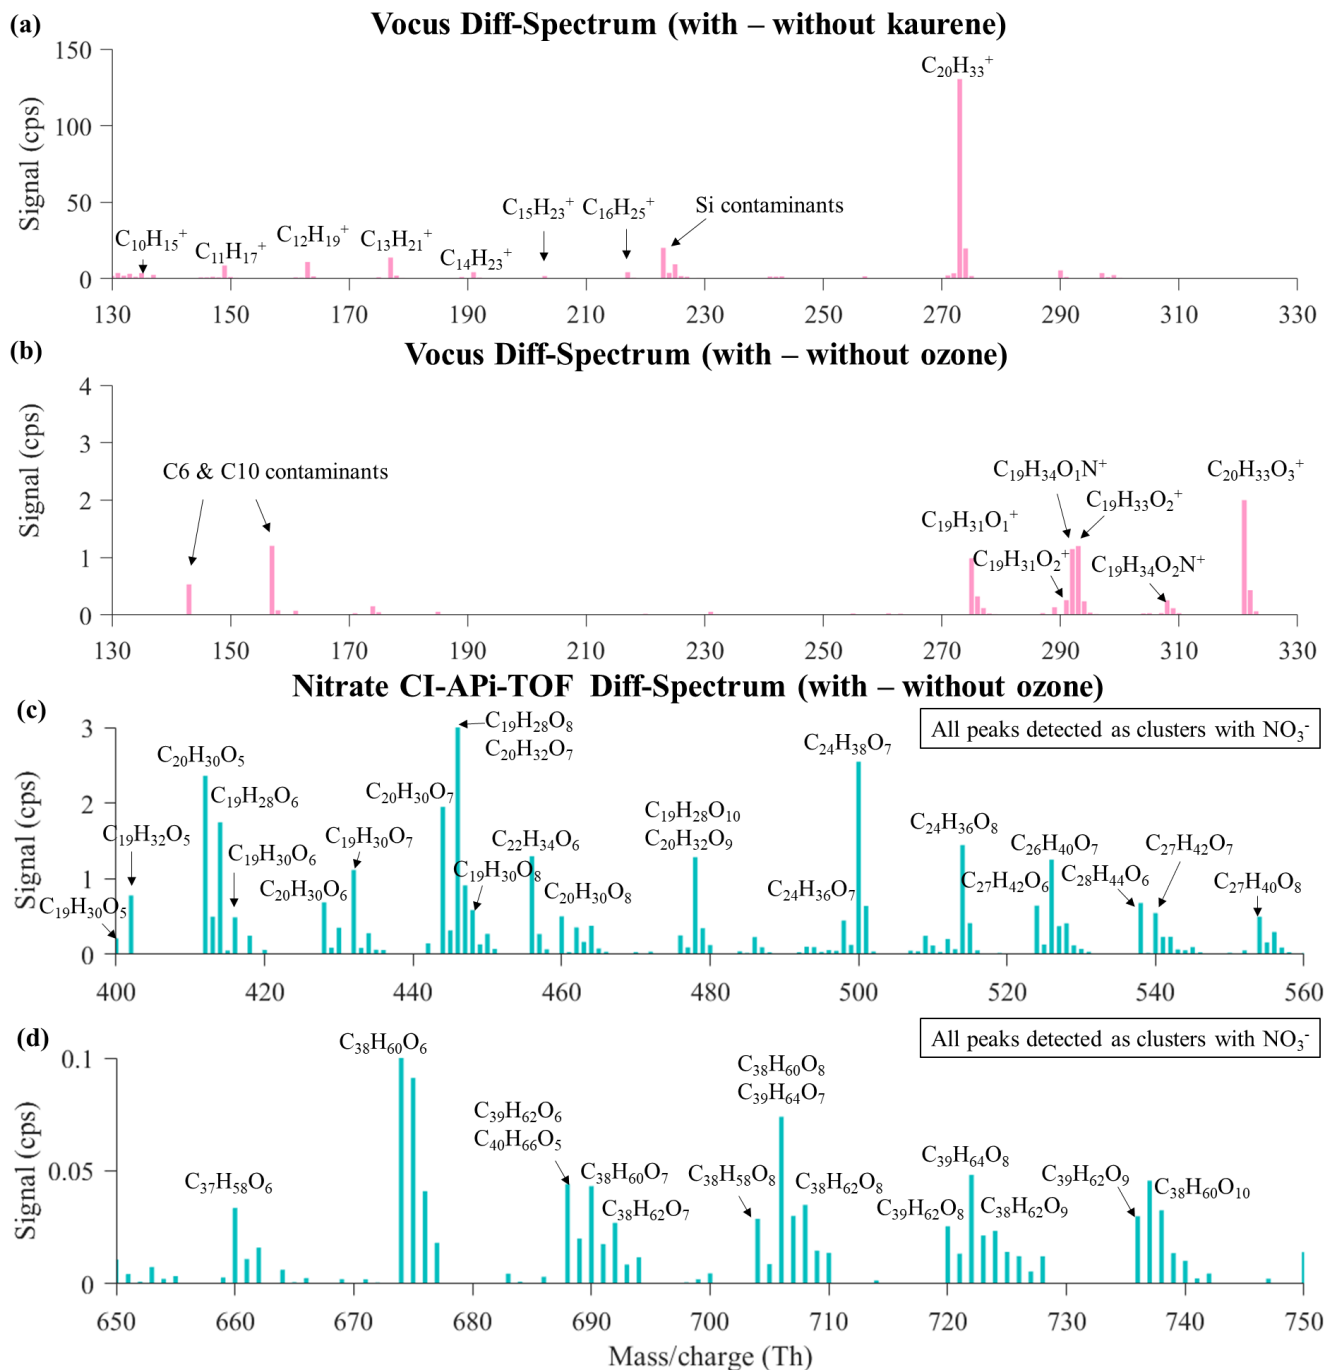 (a)
Vocus Diff-Spectrum (with – without kaurene)
Signal (cps)
150
100
50
0
C₁₀H₁₅⁺
C₁₁H₁₇⁺
C₁₂H₁₉⁺
C₁₃H₂₁⁺
C₁₄H₂₃⁺
C₁₅H₂₃⁺
C₁₆H₂₅⁺
Si contaminants
C₂₀H₃₃⁺
130 150 170 190 210 230 250 270 290 310 330
(b)
Vocus Diff-Spectrum (with – without ozone)
Signal (cps)
4
3
2
1
0
C6 & C10 contaminants
C₁₉H₃₁O₁⁺
C₁₉H₃₄O₁N⁺
C₁₉H₃₃O₂⁺
C₁₉H₃₁O₂⁺
C₁₉H₃₄O₂N⁺
C₂₀H₃₃O₃⁺
130 150 170 190 210 230 250 270 290 310 330
Nitrate CI-APi-TOF Diff-Spectrum (with – without ozone)
(c)
All peaks detected as clusters with NO₃⁻
Signal (cps)
3
2
1
0
C₁₉H₃₀O₅
C₁₉H₃₂O₅
C₂₀H₃₀O₅
C₁₉H₂₈O₆
C₁₉H₃₀O₆
C₂₀H₃₀O₆
C₁₉H₃₀O₇
C₂₀H₃₀O₇
C₁₉H₂₈O₈
C₂₀H₃₂O₇
C₁₉H₃₀O₈
C₂₂H₃₄O₆
C₂₀H₃₀O₈
C₁₉H₂₈O₁₀
C₂₀H₃₂O₉
C₂₄H₃₆O₇
C₂₄H₃₈O₇
C₂₄H₃₆O₈
C₂₇H₄₂O₆
C₂₆H₄₀O₇
C₂₈H₄₄O₆
C₂₇H₄₂O₇
C₂₇H₄₀O₈
400 420 440 460 480 500 520 540 560
(d)
All peaks detected as clusters with NO₃⁻
Signal (cps)
0.1
0.05
0
C₃₇H₅₈O₆
C₃₈H₆₀O₆
C₃₉H₆₂O₆
C₄₀H₆₆O₅
C₃₈H₆₀O₇
C₃₈H₆₂O₇
C₃₈H₅₈O₈
C₃₈H₆₀O₈
C₃₉H₆₄O₇
C₃₈H₆₂O₈
C₃₉H₆₂O₈
C₃₉H₆₄O₈
C₃₈H₆₂O₉
C₃₉H₆₂O₉
C₃₈H₆₀O₁₀
650 660 670 680 690 700 710 720 730 740 750
Mass/charge (Th)